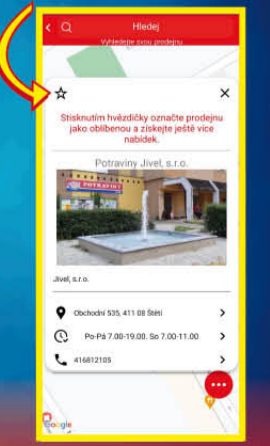 Hledej
Vyhledejte svou prodejnu
Stisknutím hvězdičky označte prodejnu
jako oblíbenou a získejte ještě více
nabídek.
Potraviny Jivel, s.r.o.
POTRAVINY
Jivel, s.r.o.
Obchodní 535, 411 08 Štětí
Po-Pá 7.00-19.00. So 7.00-11.00
416812105
Google